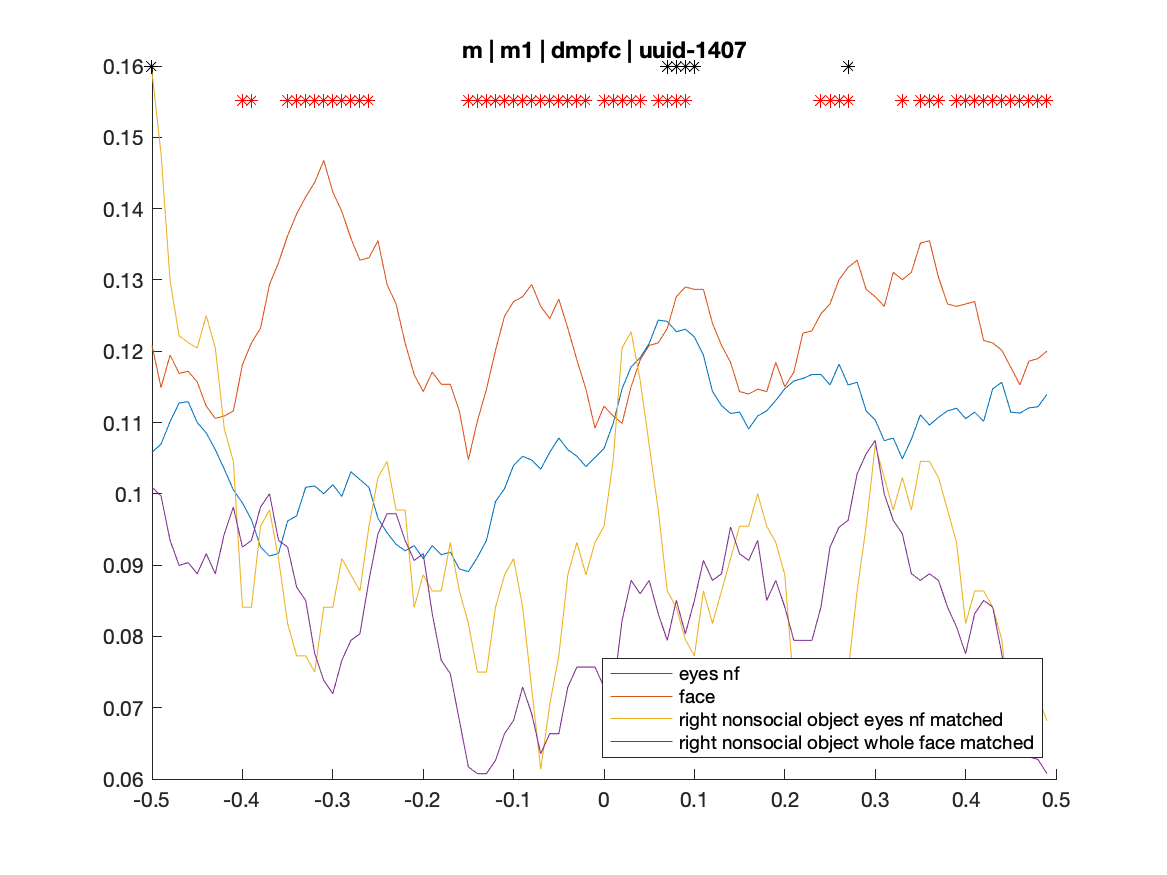 m | m1 | dmpfc | uuid-1407
0.16
0.15
0.14
0.13
0.12
0.11
0.1
0.09
0.08
0.07
0.06
eyes nf
face
right nonsocial object eyes nf matched
right nonsocial object whole face matched
-0.5 -0.4 -0.3 -0.2 -0.1 0 0.1 0.2 0.3 0.4 0.5